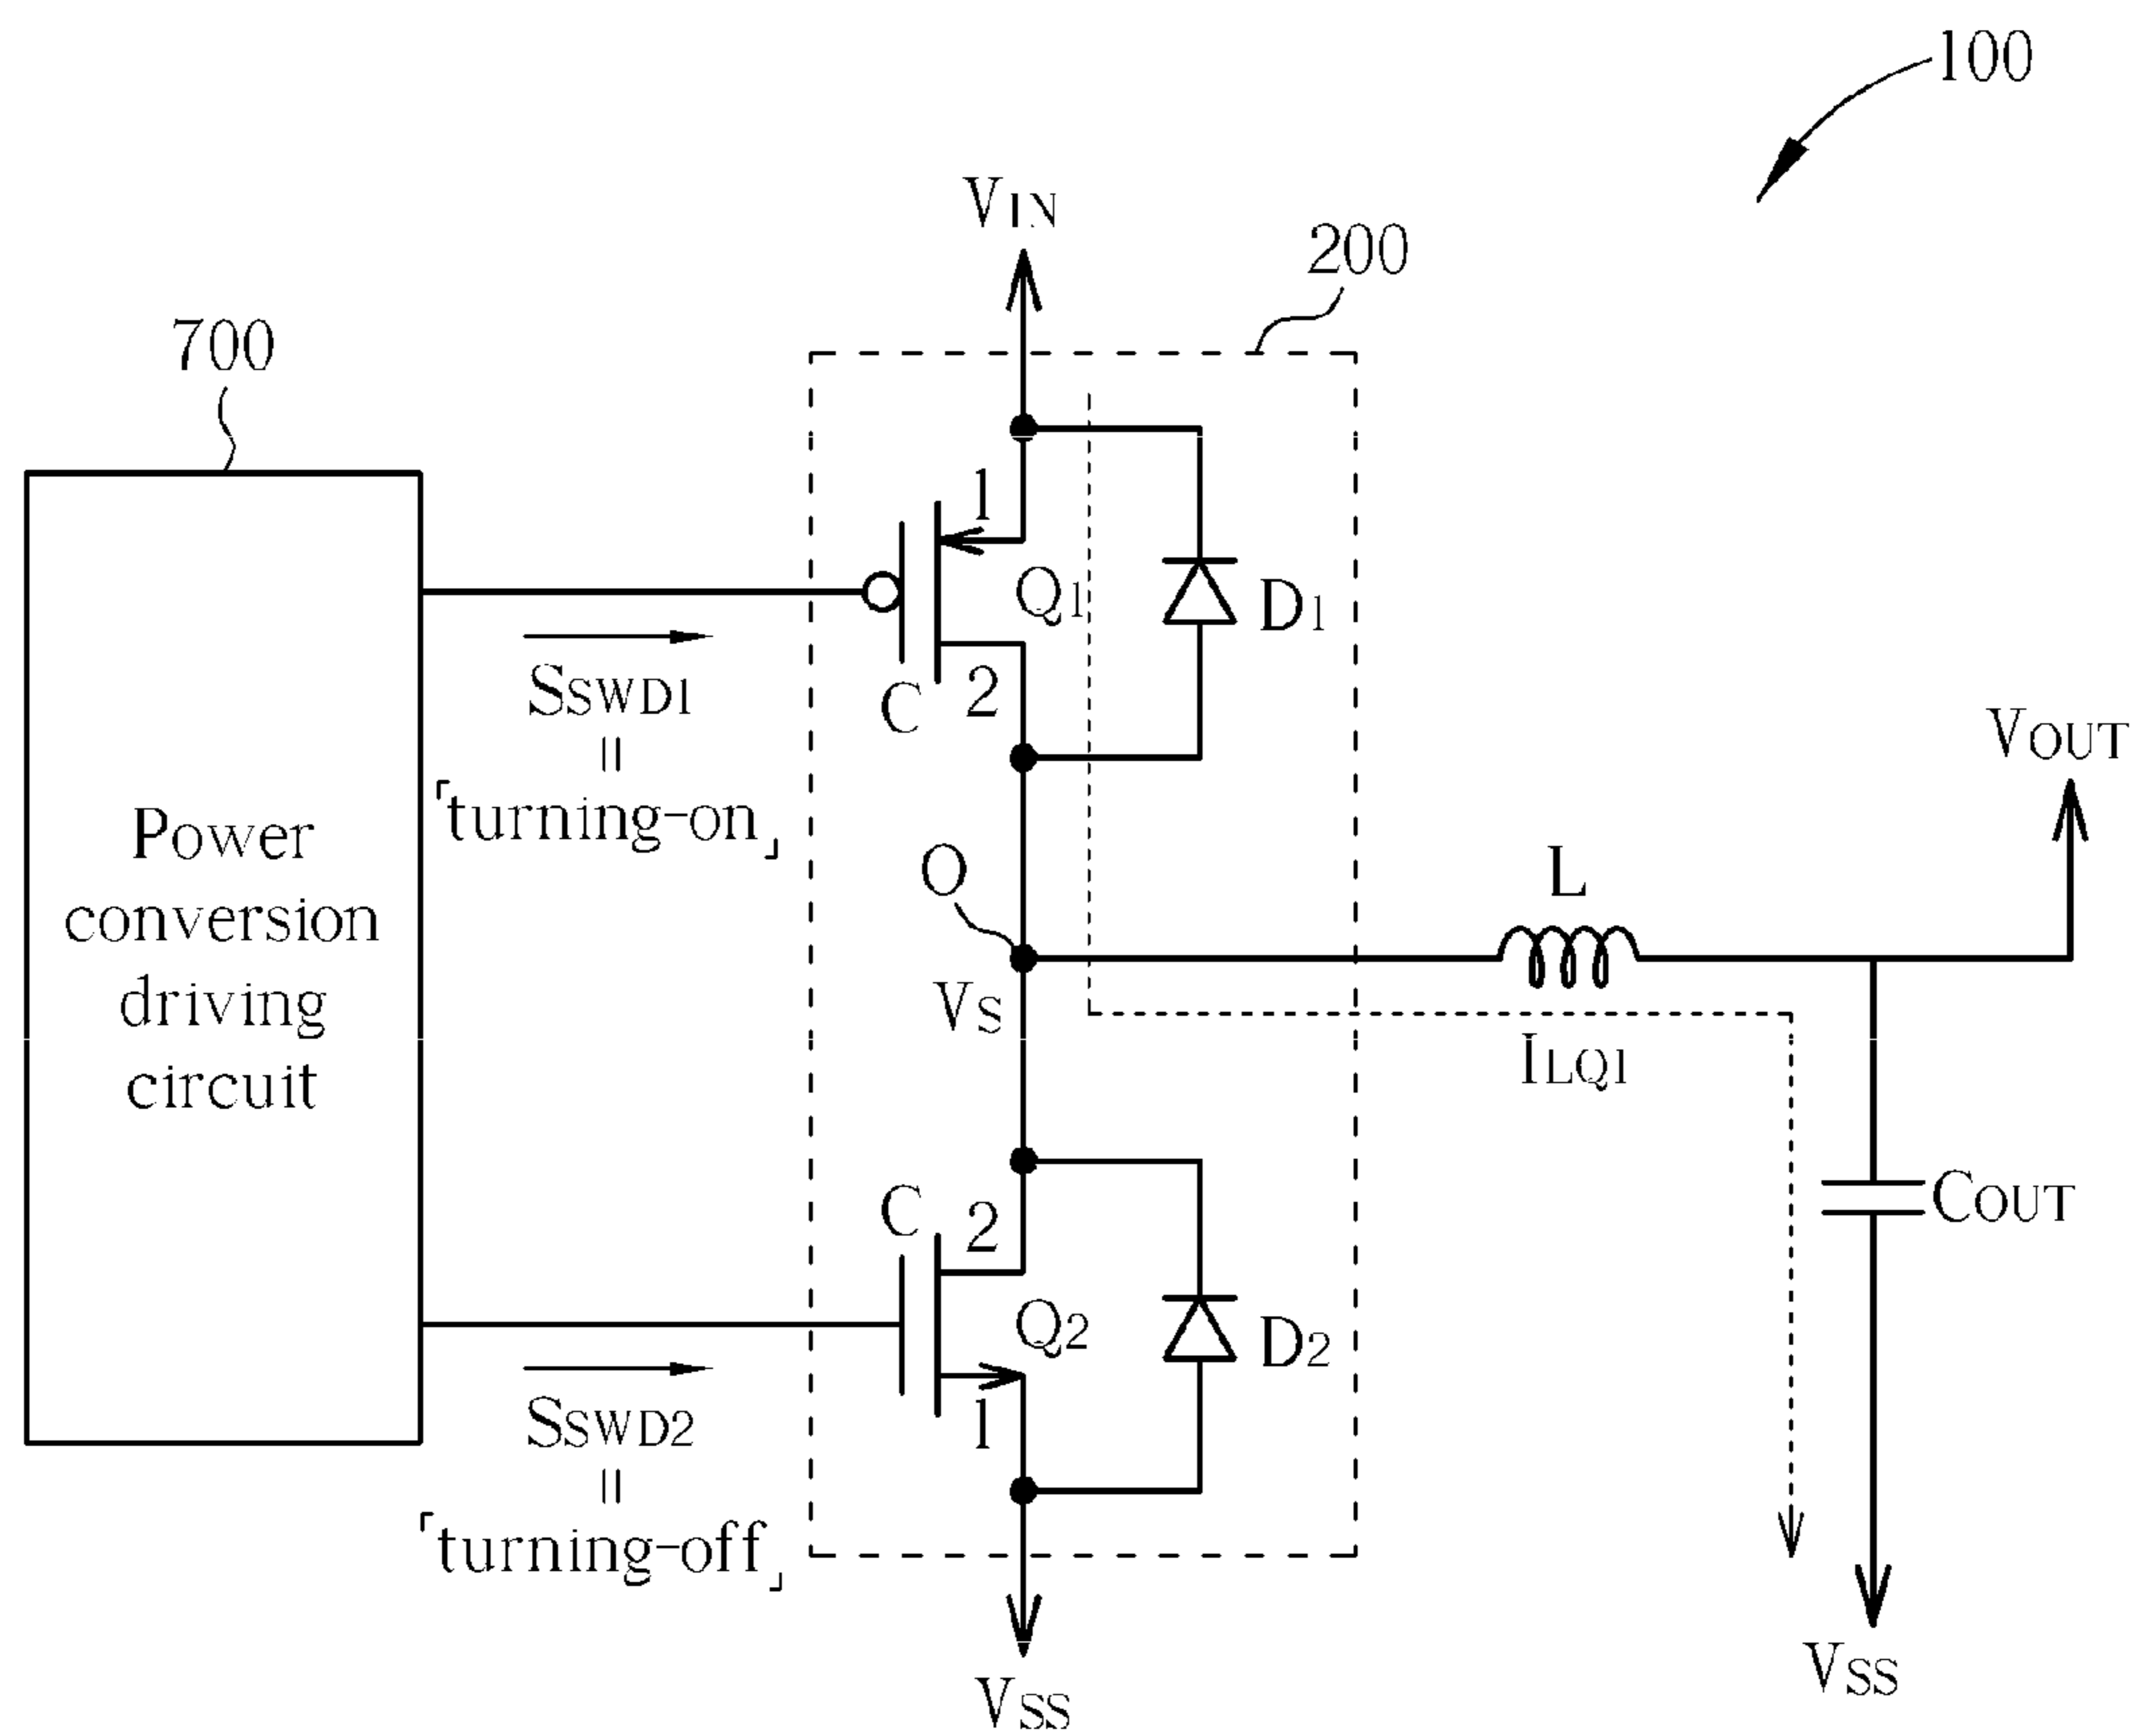 100
VIN
200
700
1
Q1
D1
SSWD1
C
2
=
「turning-on」
VOUT
Power
conversion
driving
circuit
O
L
VS
ILQ1
C
2
COUT
Q2
D2
SSWD2
1
=
「turning-off」
VSS
VSS